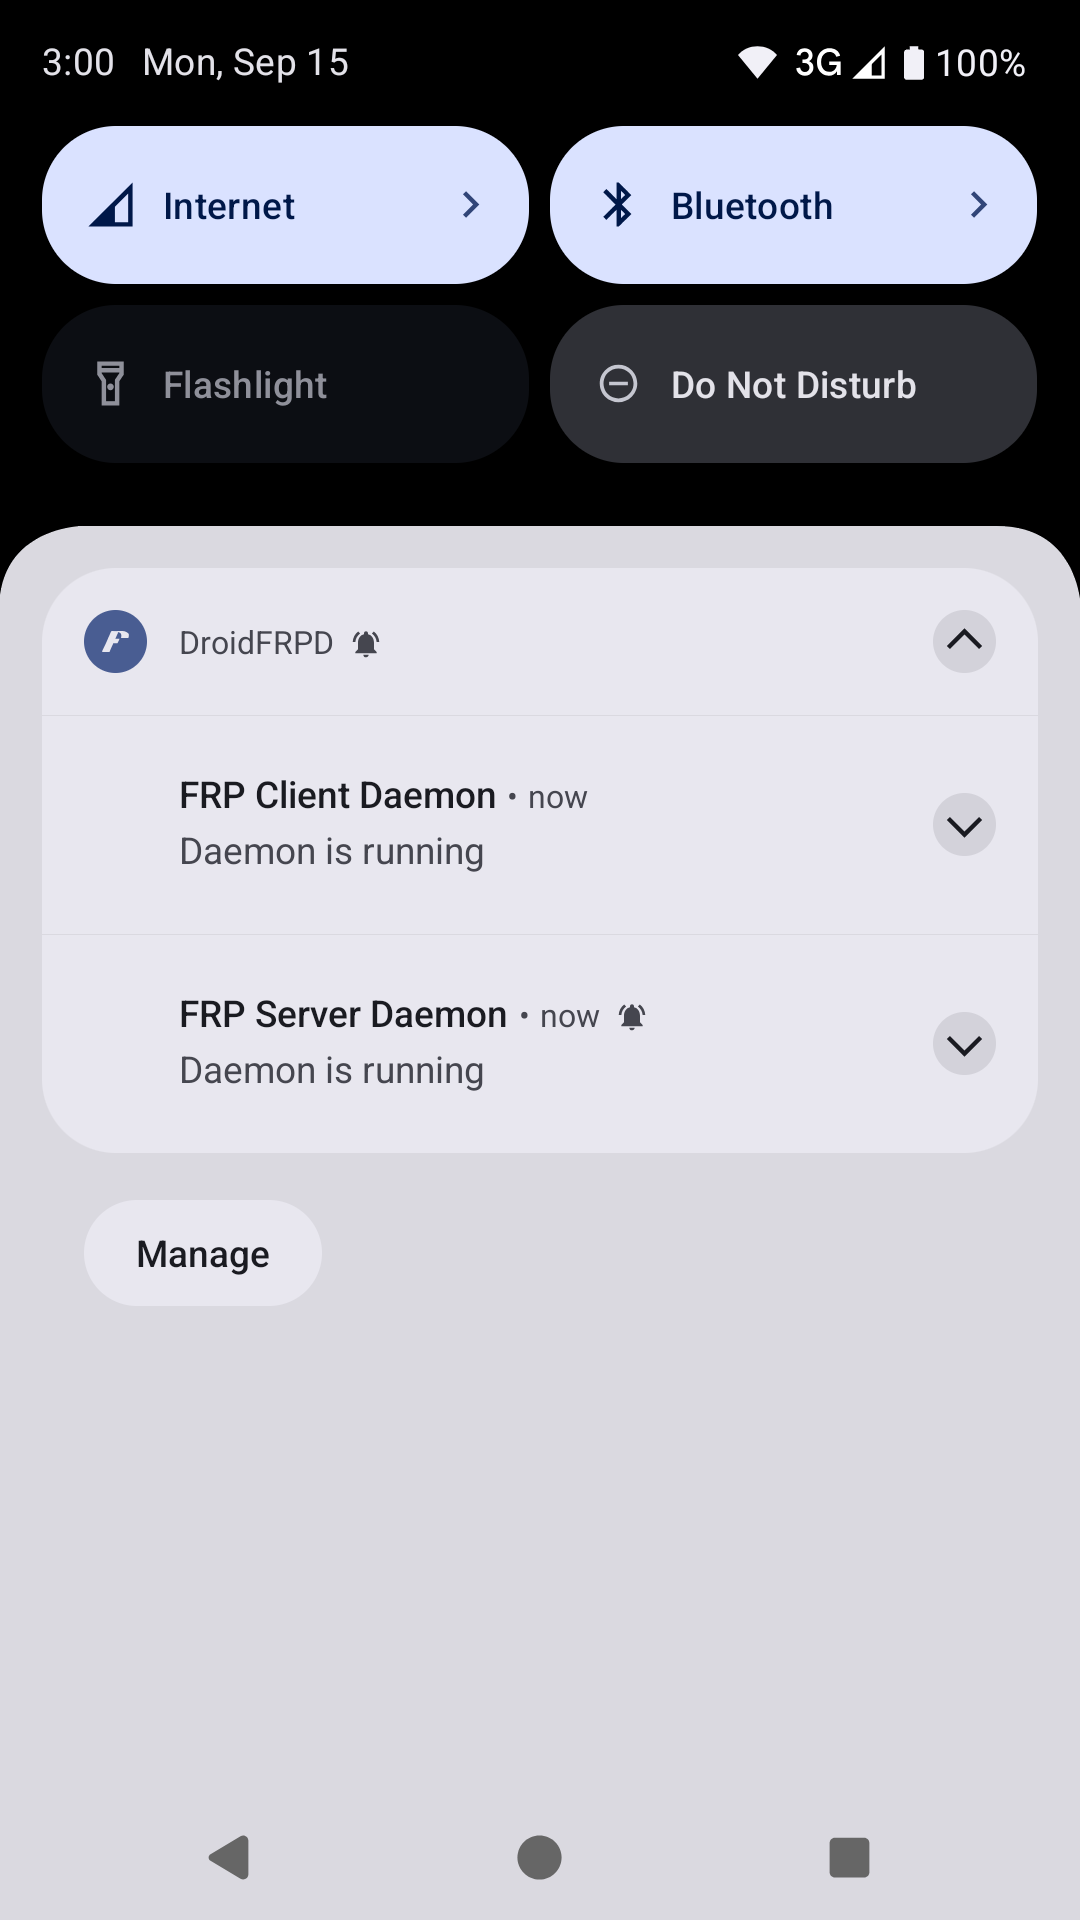 3:00 Mon, Sep 15 3G 100%
Internet Bluetooth
Flashlight Do Not Disturb
DroidFRPD
FRP Client Daemon • now
Daemon is running
FRP Server Daemon • now
Daemon is running
Manage